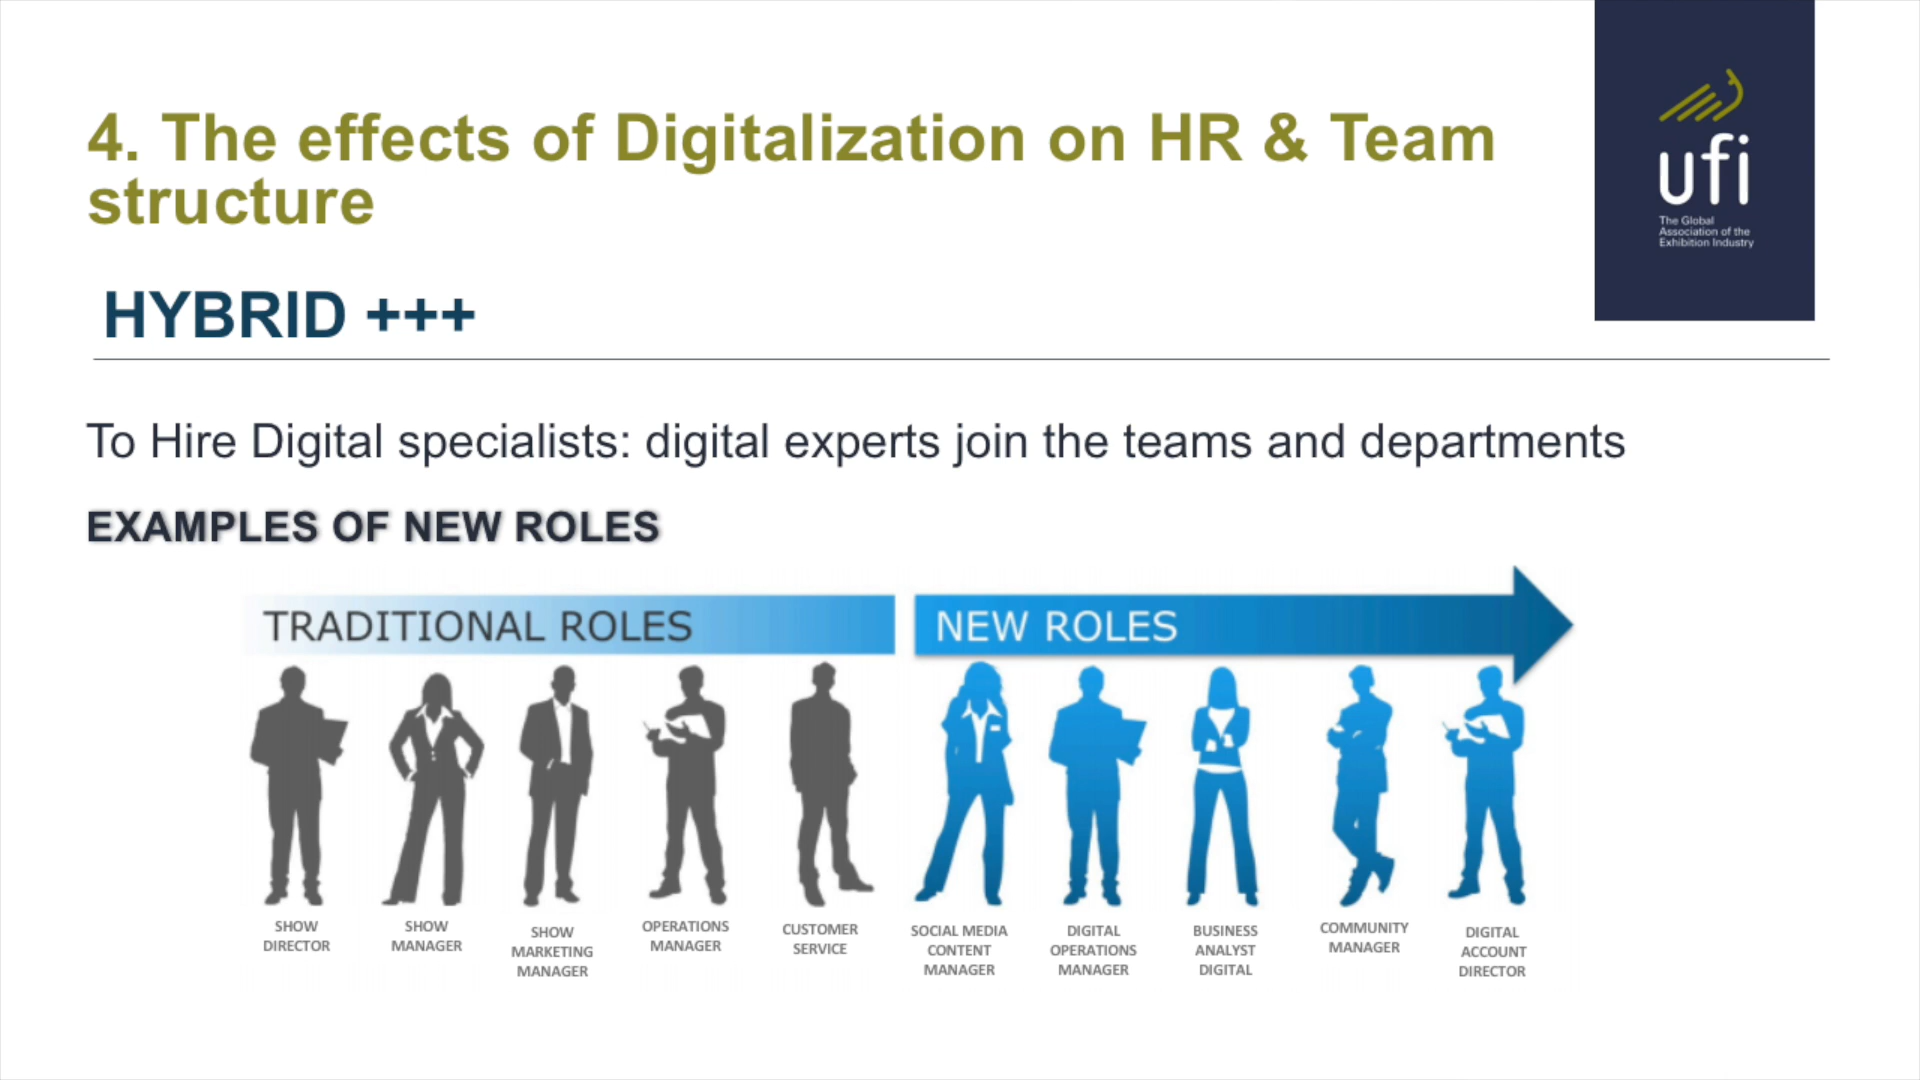 4. The effects of Digitalization on HR & Team
structure
ufi
The Global
Association of the
Exhibition Industry
HYBRID +++
To Hire Digital specialists: digital experts join the teams and departments
EXAMPLES OF NEW ROLES
TRADITIONAL ROLES
NEW ROLES
SHOW
DIRECTOR
SHOW
MANAGER
SHOW
MARKETING
MANAGER
OPERATIONS
MANAGER
CUSTOMER
SERVICE
SOCIAL MEDIA
CONTENT
MANAGER
DIGITAL
OPERATIONS
MANAGER
BUSINESS
ANALYST
DIGITAL
COMMUNITY
MANAGER
DIGITAL
ACCOUNT
DIRECTOR